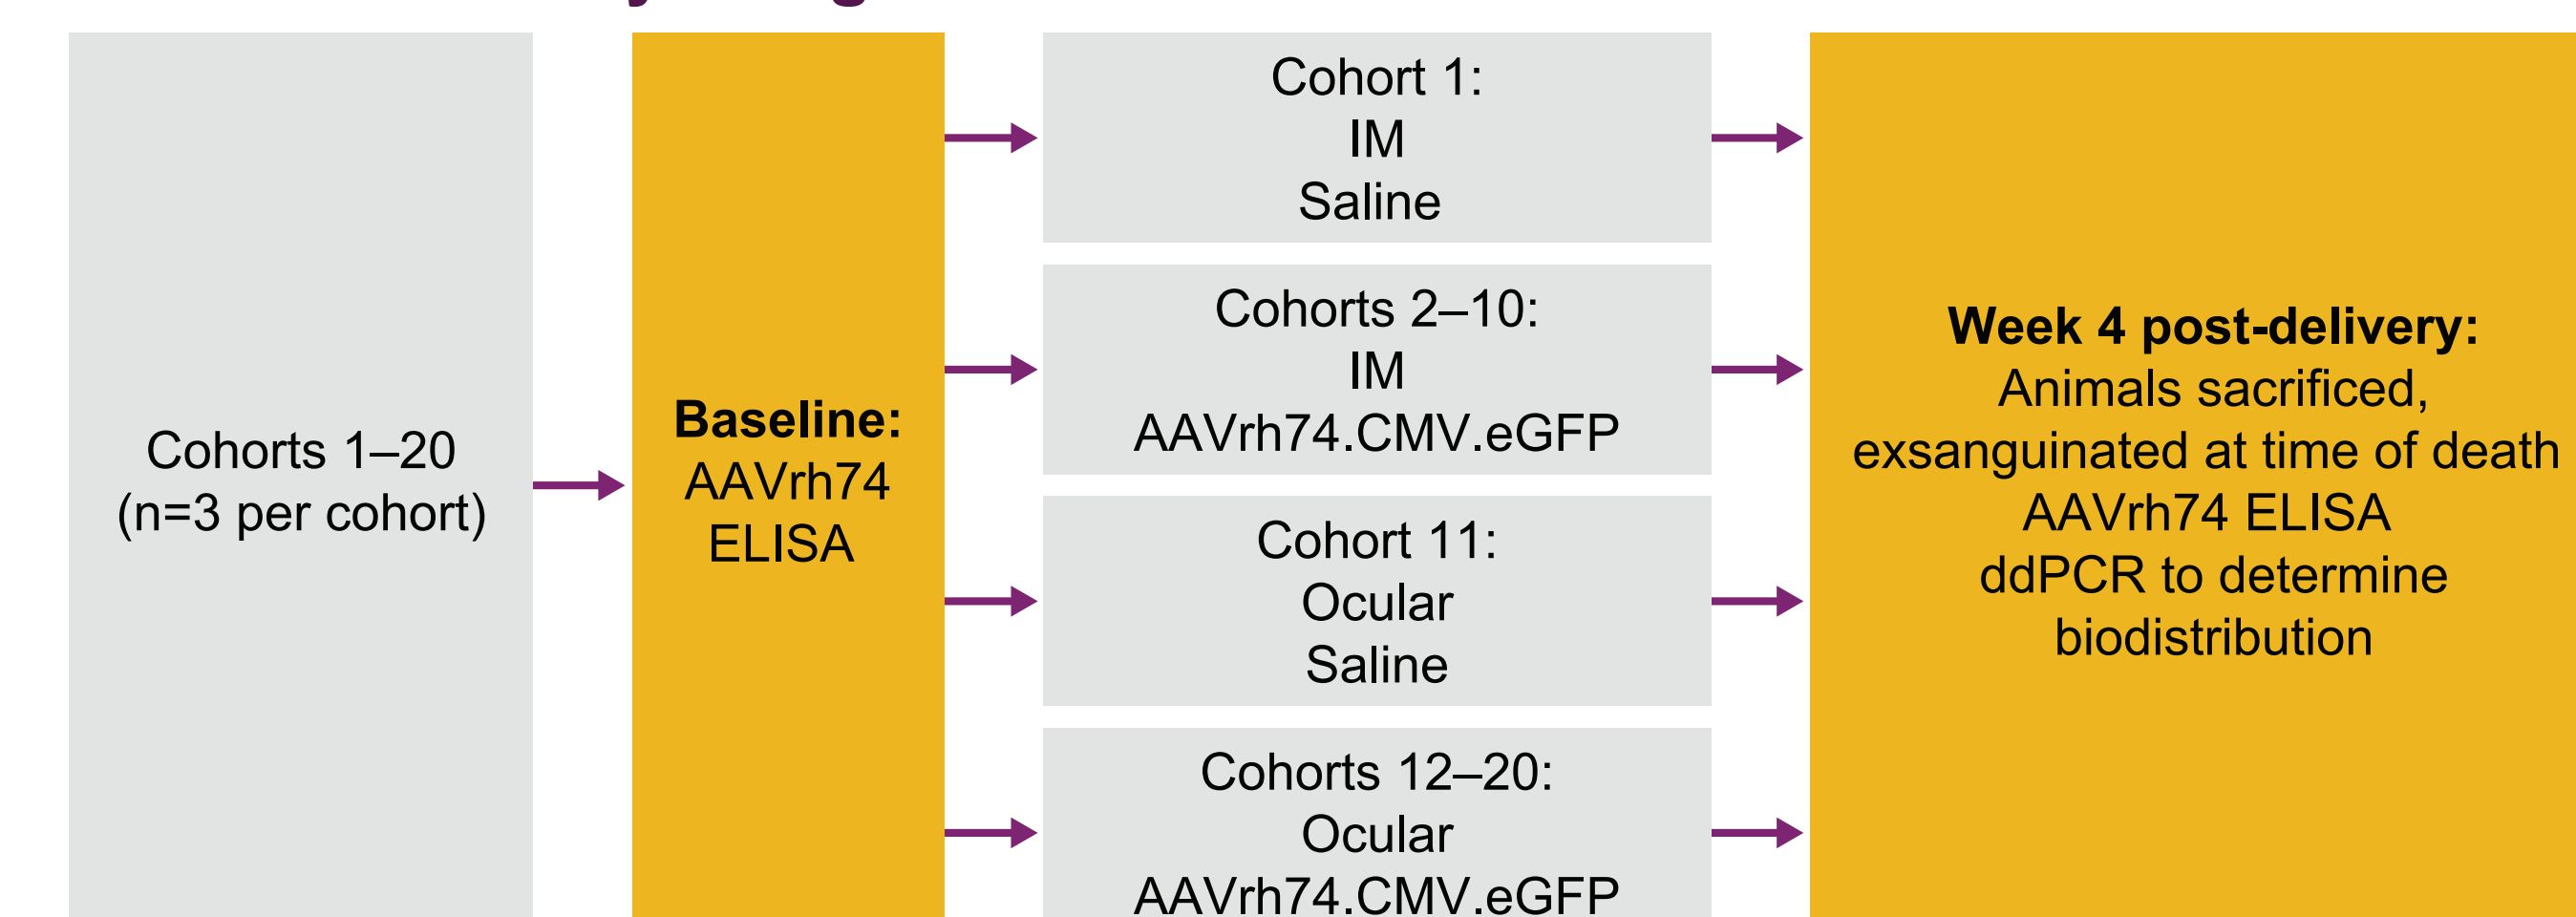 Cohorts 1–20
(n=3 per cohort)
Baseline:
AAVrh74
ELISA
Cohort 1:
IM
Saline
Cohorts 2–10:
IM
AAVrh74.CMV.eGFP
Cohort 11:
Ocular
Saline
Cohorts 12–20:
Ocular
AAVrh74.CMV.eGFP
Week 4 post-delivery:
Animals sacrificed,
exsanguinated at time of death
AAVrh74 ELISA
ddPCR to determine
biodistribution